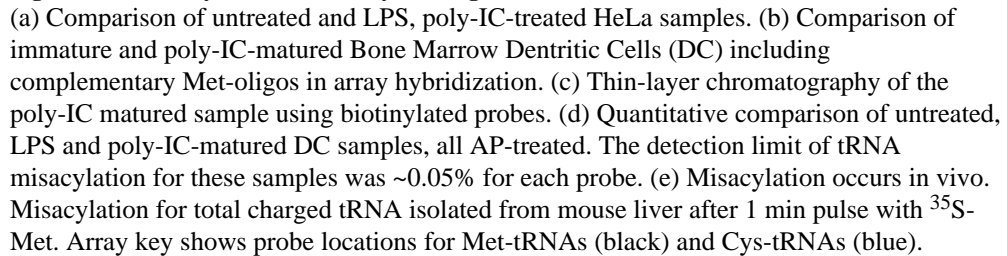 (a) Comparison of untreated and LPS, poly-IC-treated HeLa samples. (b) Comparison of
immature and poly-IC-matured Bone Marrow Dentritic Cells (DC) including
complementary Met-oligos in array hybridization. (c) Thin-layer chromatography of the
poly-IC matured sample using biotinylated probes. (d) Quantitative comparison of untreated,
LPS and poly-IC-matured DC samples, all AP-treated. The detection limit of tRNA
misacylation for these samples was ~0.05% for each probe. (e) Misacylation occurs in vivo.
Misacylation for total charged tRNA isolated from mouse liver after 1 min pulse with ³⁵S-
Met. Array key shows probe locations for Met-tRNAs (black) and Cys-tRNAs (blue).